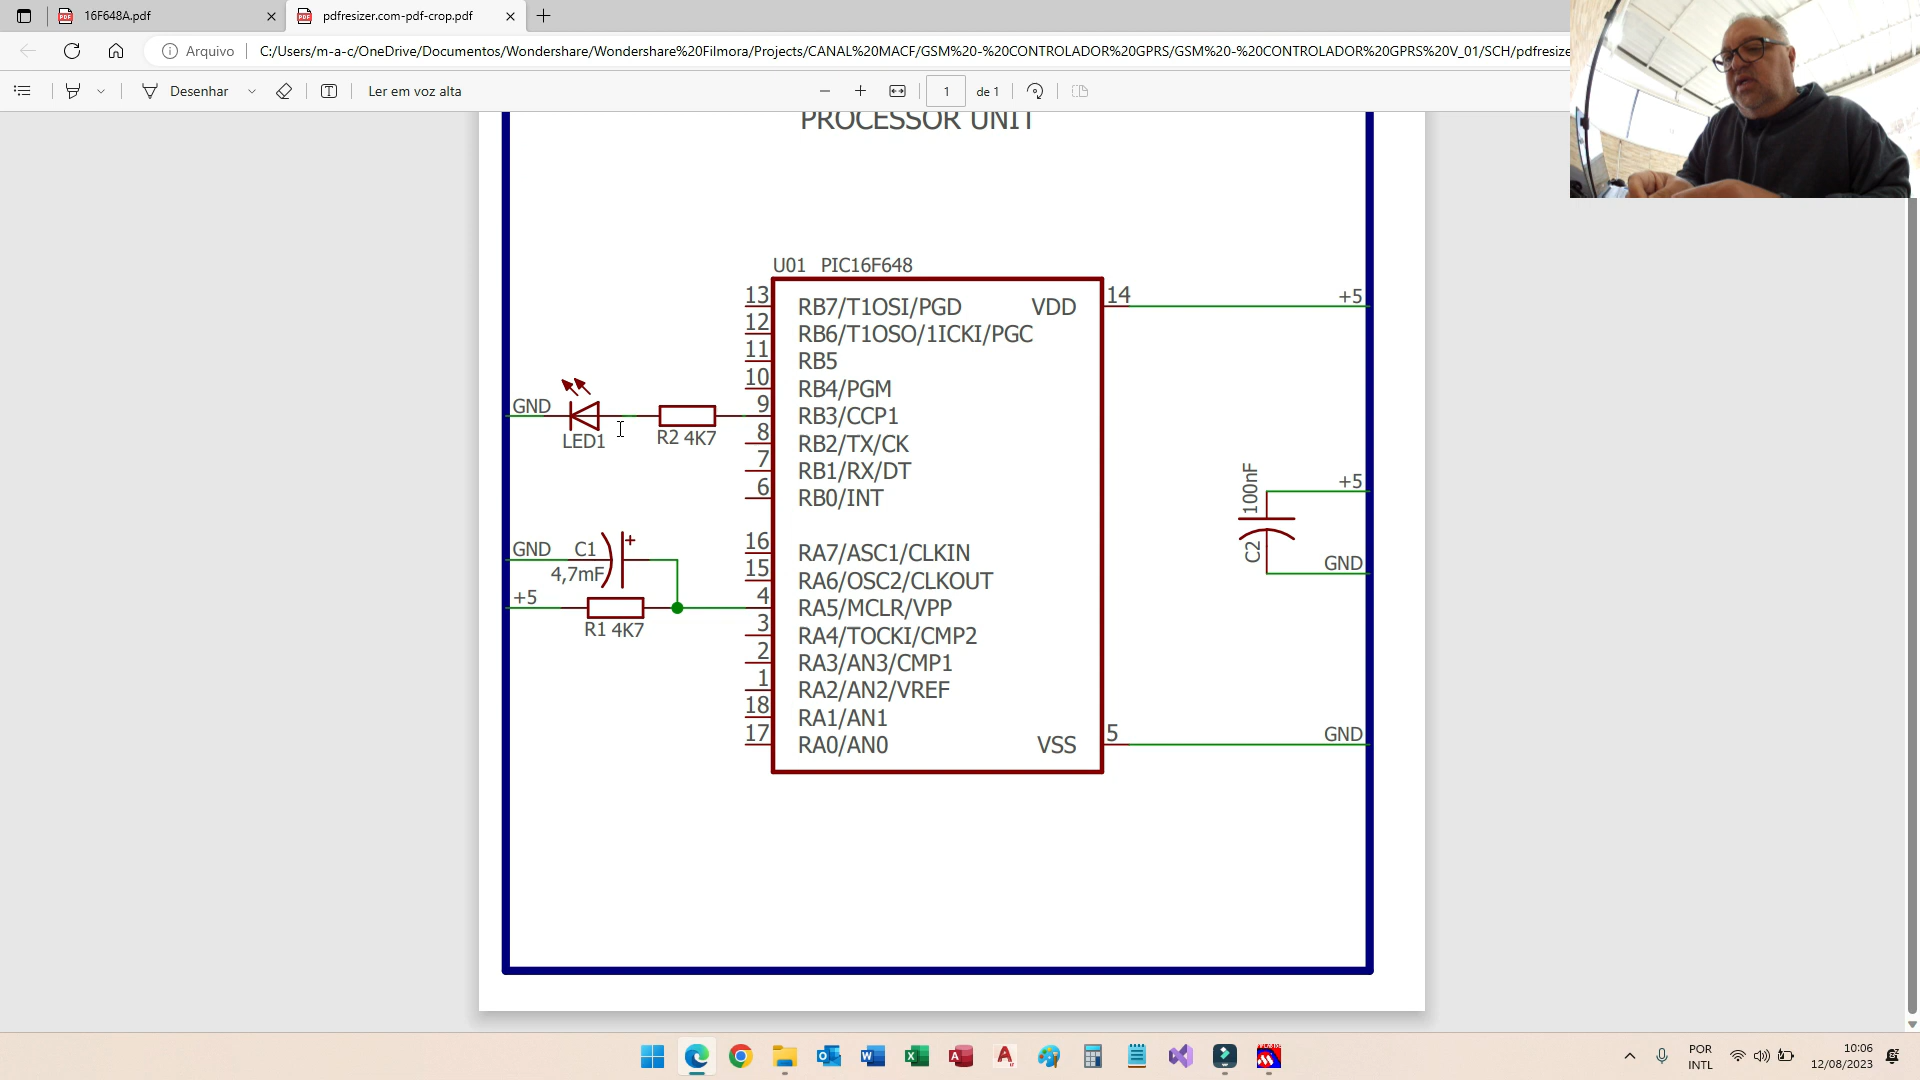 16F648A.pdf
pdfresizer.com-pdf-crop.pdf
Arquivo
C:/Users/m-a-c/OneDrive/Documentos/Wondershare/Wondershare%20Filmora/Projects/CANAL%20MACF/GSM%20-%20CONTROLADOR%20GPRS/GSM%20-%20CONTROLADOR%20GPRS%20V_01/SCH/pdfresize
Desenhar
Ler em voz alta
1
de 1
PROCESSOR UNIT
U01 PIC16F648
13 RB7/T1OSI/PGD VDD 14 +5
12 RB6/T1OSO/1ICKI/PGC
11 RB5
10 RB4/PGM
GND 9 RB3/CCP1
LED1 R2 4K7
8 RB2/TX/CK
7 RB1/RX/DT
6 RB0/INT
100nF +5
C2 GND
GND C1 +
4,7mF
16 RA7/ASC1/CLKIN
15 RA6/OSC2/CLKOUT
+5 4 RA5/MCLR/VPP
R1 4K7
3 RA4/TOCKI/CMP2
2 RA3/AN3/CMP1
1 RA2/AN2/VREF
18 RA1/AN1
17 RA0/AN0 VSS 5 GND
POR
INTL
10:06
12/08/2023